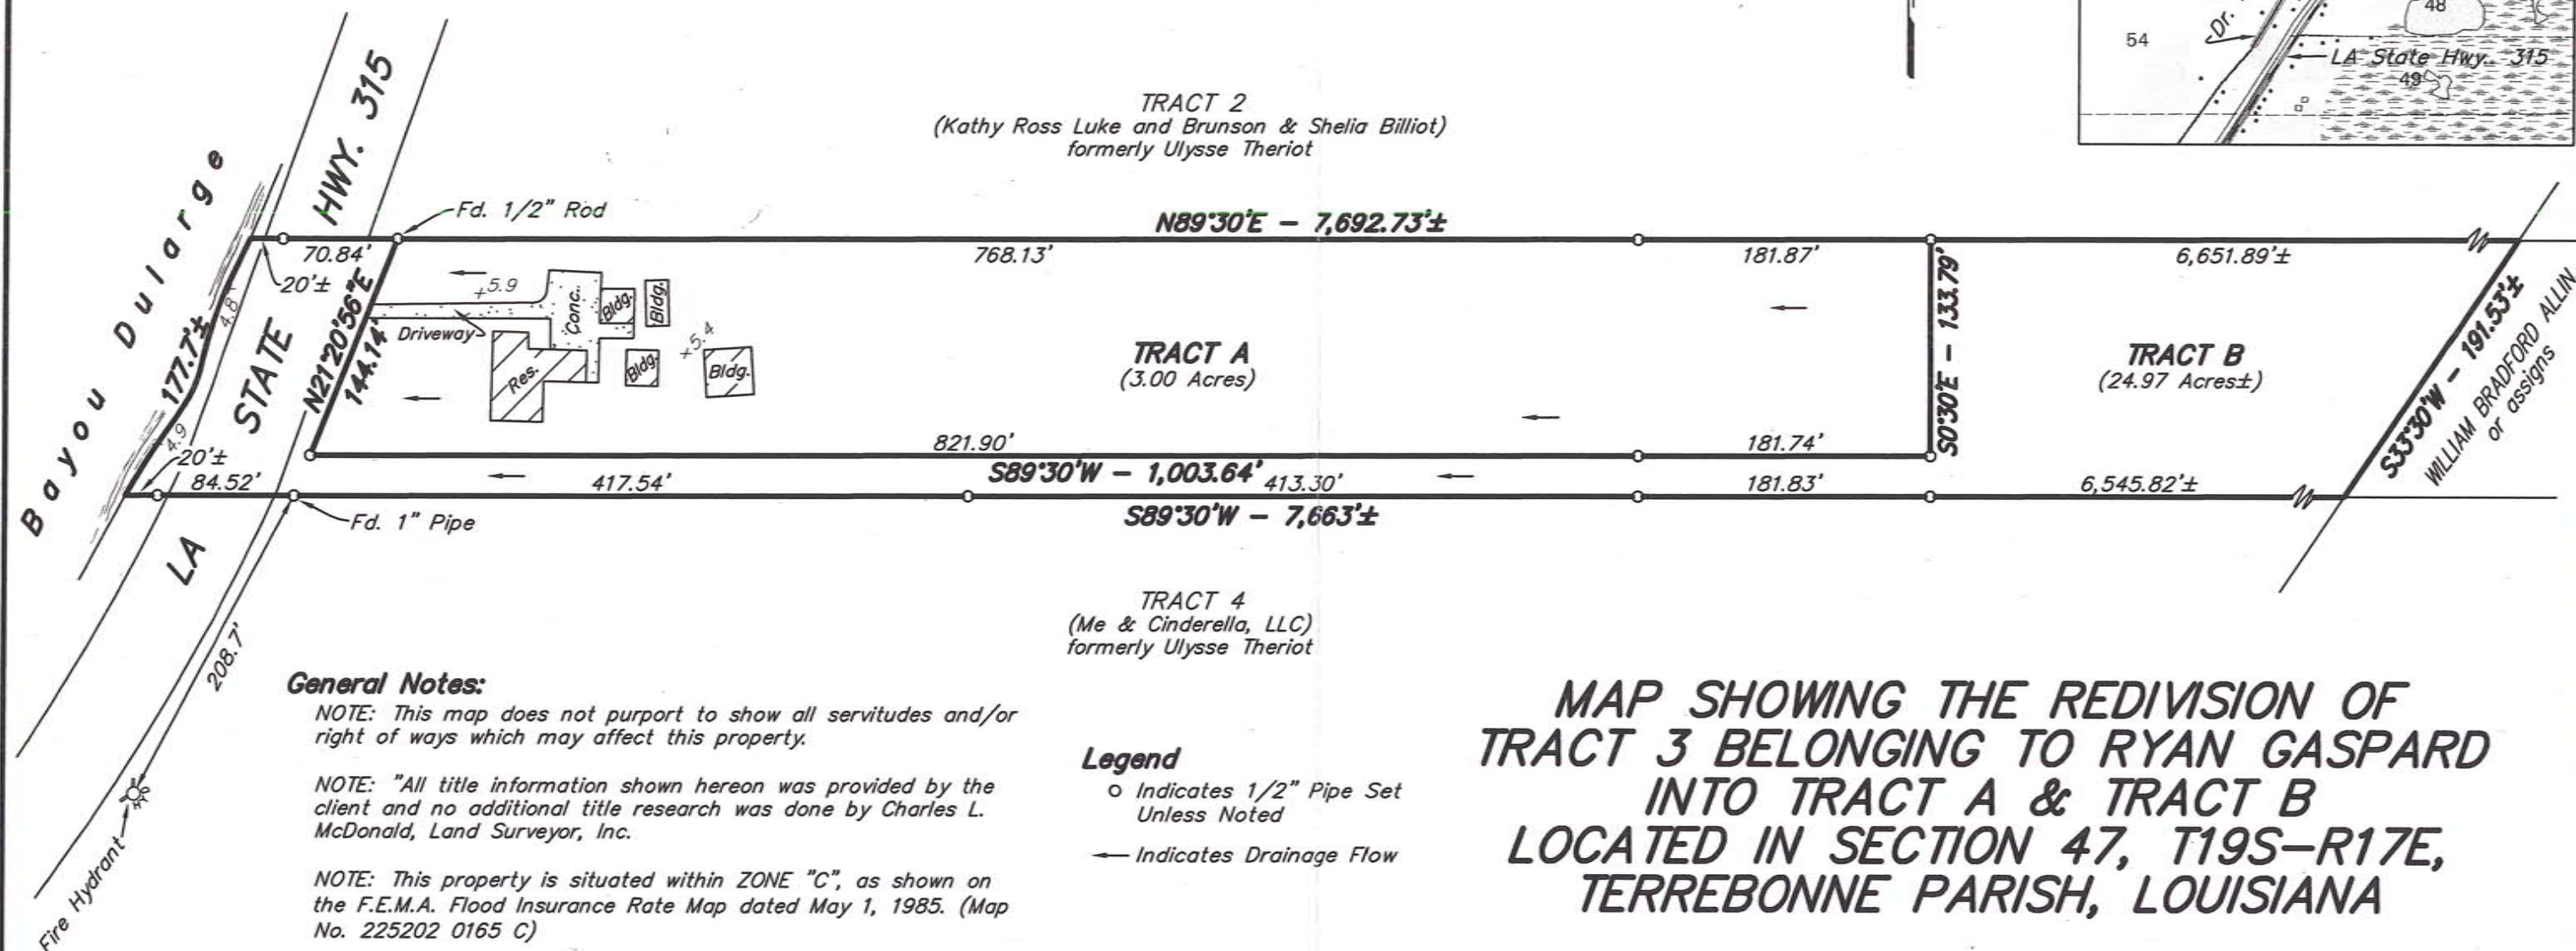 48
54
Dr.
LA State Hwy. 315
49
TRACT 2
(Kathy Ross Luke and Brunson & Shelia Billiot)
formerly Ulysse Theriot
HWY. 315
STATE
LA
Bayou Dularge
Fd. 1/2" Rod
N89°30'E - 7,692.73'±
70.84'
20'±
768.13'
181.87'
6,651.89'±
177.7'±
4.8
4.9
N21°20'56"E
144.14'
5.9
Driveway
Conc.
Bldg.
Bldg.
Res.
Bldg.
5.4
Bldg.
TRACT A
(3.00 Acres)
S0°30'E - 133.79'
TRACT B
(24.97 Acres±)
S33°30'W - 191.53'±
WILLIAM BRADFORD ALLIN
or assigns
821.90'
181.74'
20'±
84.52'
417.54'
S89°30'W - 1,003.64'
413.30'
181.83'
6,545.82'±
Fd. 1" Pipe
S89°30'W - 7,663'±
TRACT 4
(Me & Cinderella, LLC)
formerly Ulysse Theriot
208.7'
Fire Hydrant
General Notes:
NOTE: This map does not purport to show all servitudes and/or
right of ways which may affect this property.
NOTE: "All title information shown hereon was provided by the
client and no additional title research was done by Charles L.
McDonald, Land Surveyor, Inc.
NOTE: This property is situated within ZONE "C", as shown on
the F.E.M.A. Flood Insurance Rate Map dated May 1, 1985. (Map
No. 225202 0165 C)
Legend
Indicates 1/2" Pipe Set
Unless Noted
Indicates Drainage Flow
MAP SHOWING THE REDIVISION OF
TRACT 3 BELONGING TO RYAN GASPARD
INTO TRACT A & TRACT B
LOCATED IN SECTION 47, T19S-R17E,
TERREBONNE PARISH, LOUISIANA